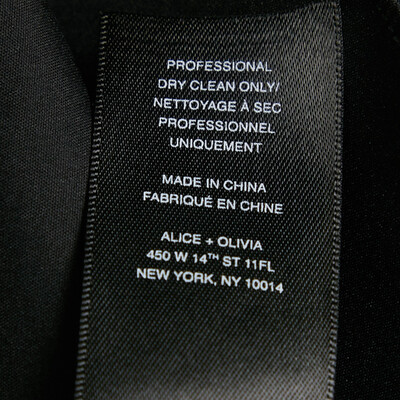 PROFESSIONAL
DRY CLEAN ONLY/
NETTOYAGE À SEC
PROFESSIONNEL
UNIQUEMENT
MADE IN CHINA
FABRIQUÉ EN CHINE
ALICE + OLIVIA
450 W 14TH ST 11FL
NEW YORK, NY 10014